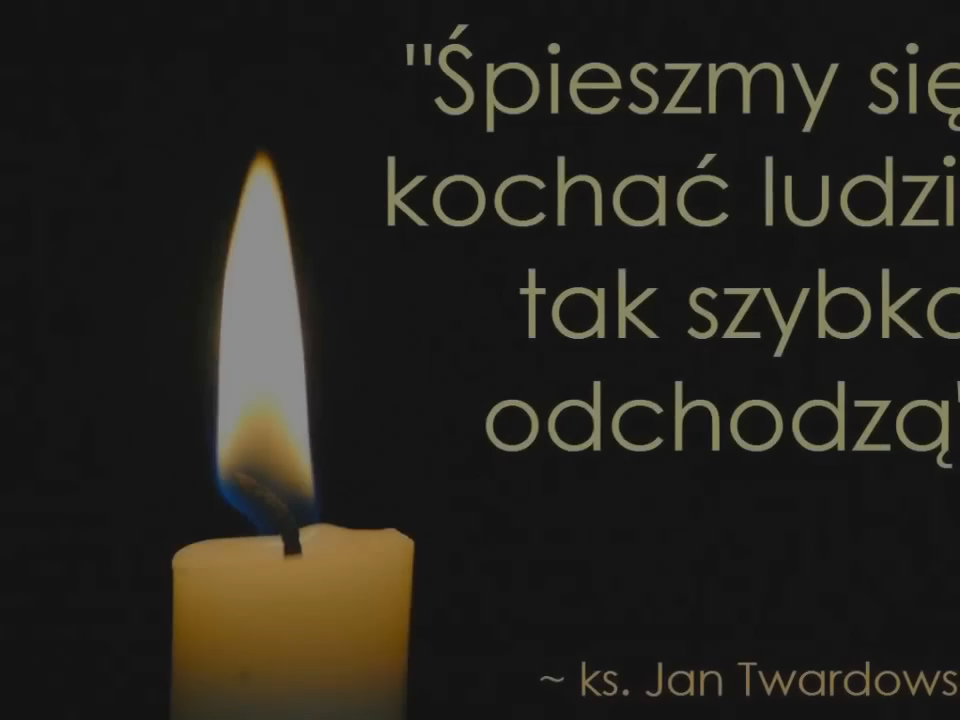 "Śpieszmy się
kochać ludzi
tak szybko
odchodzą"
~ ks. Jan Twardows